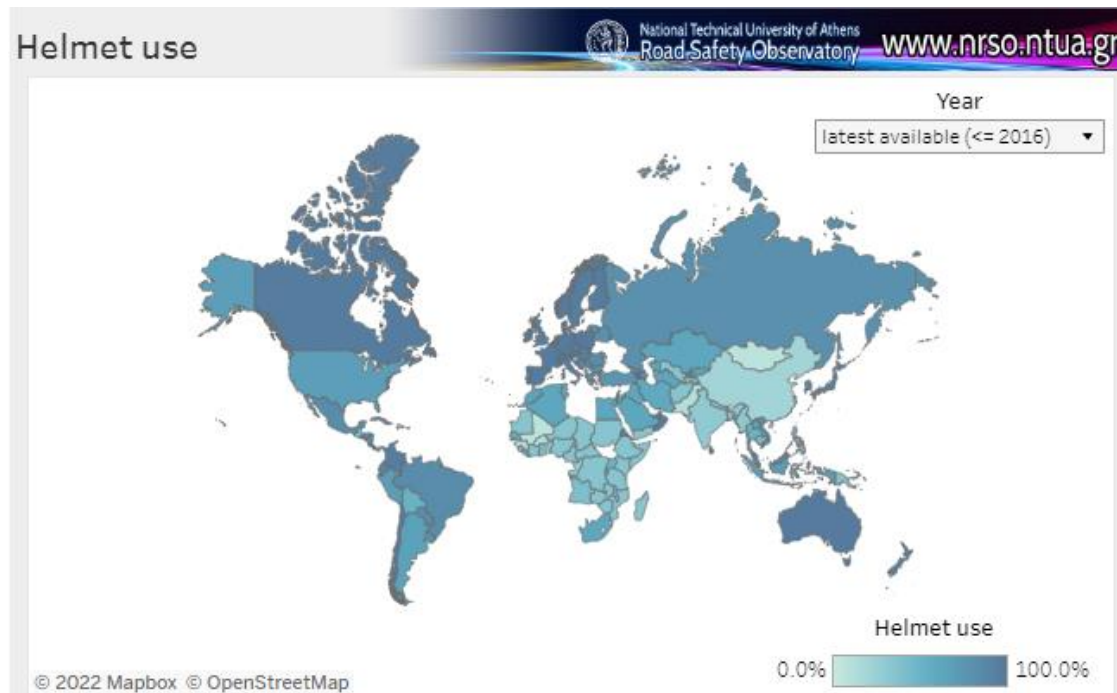 Helmet use
National Technical University of Athens
Road Safety Observatory
www.nrso.ntua.gr
Year
latest available (<= 2016)
Helmet use
0.0%
100.0%
© 2022 Mapbox © OpenStreetMap